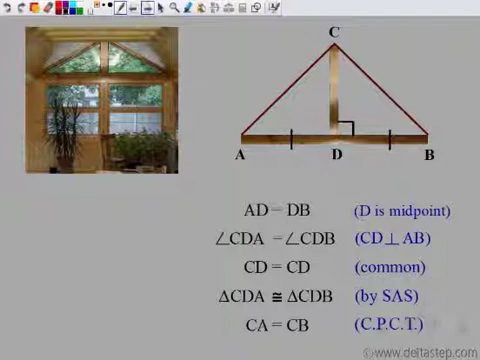 C
A D B
AD = DB (D is midpoint)
∠CDA = ∠CDB (CD ⊥ AB)
CD = CD (common)
ΔCDA ≅ ΔCDB (by SAS)
CA = CB (C.P.C.T.)
©www.deltastep.com